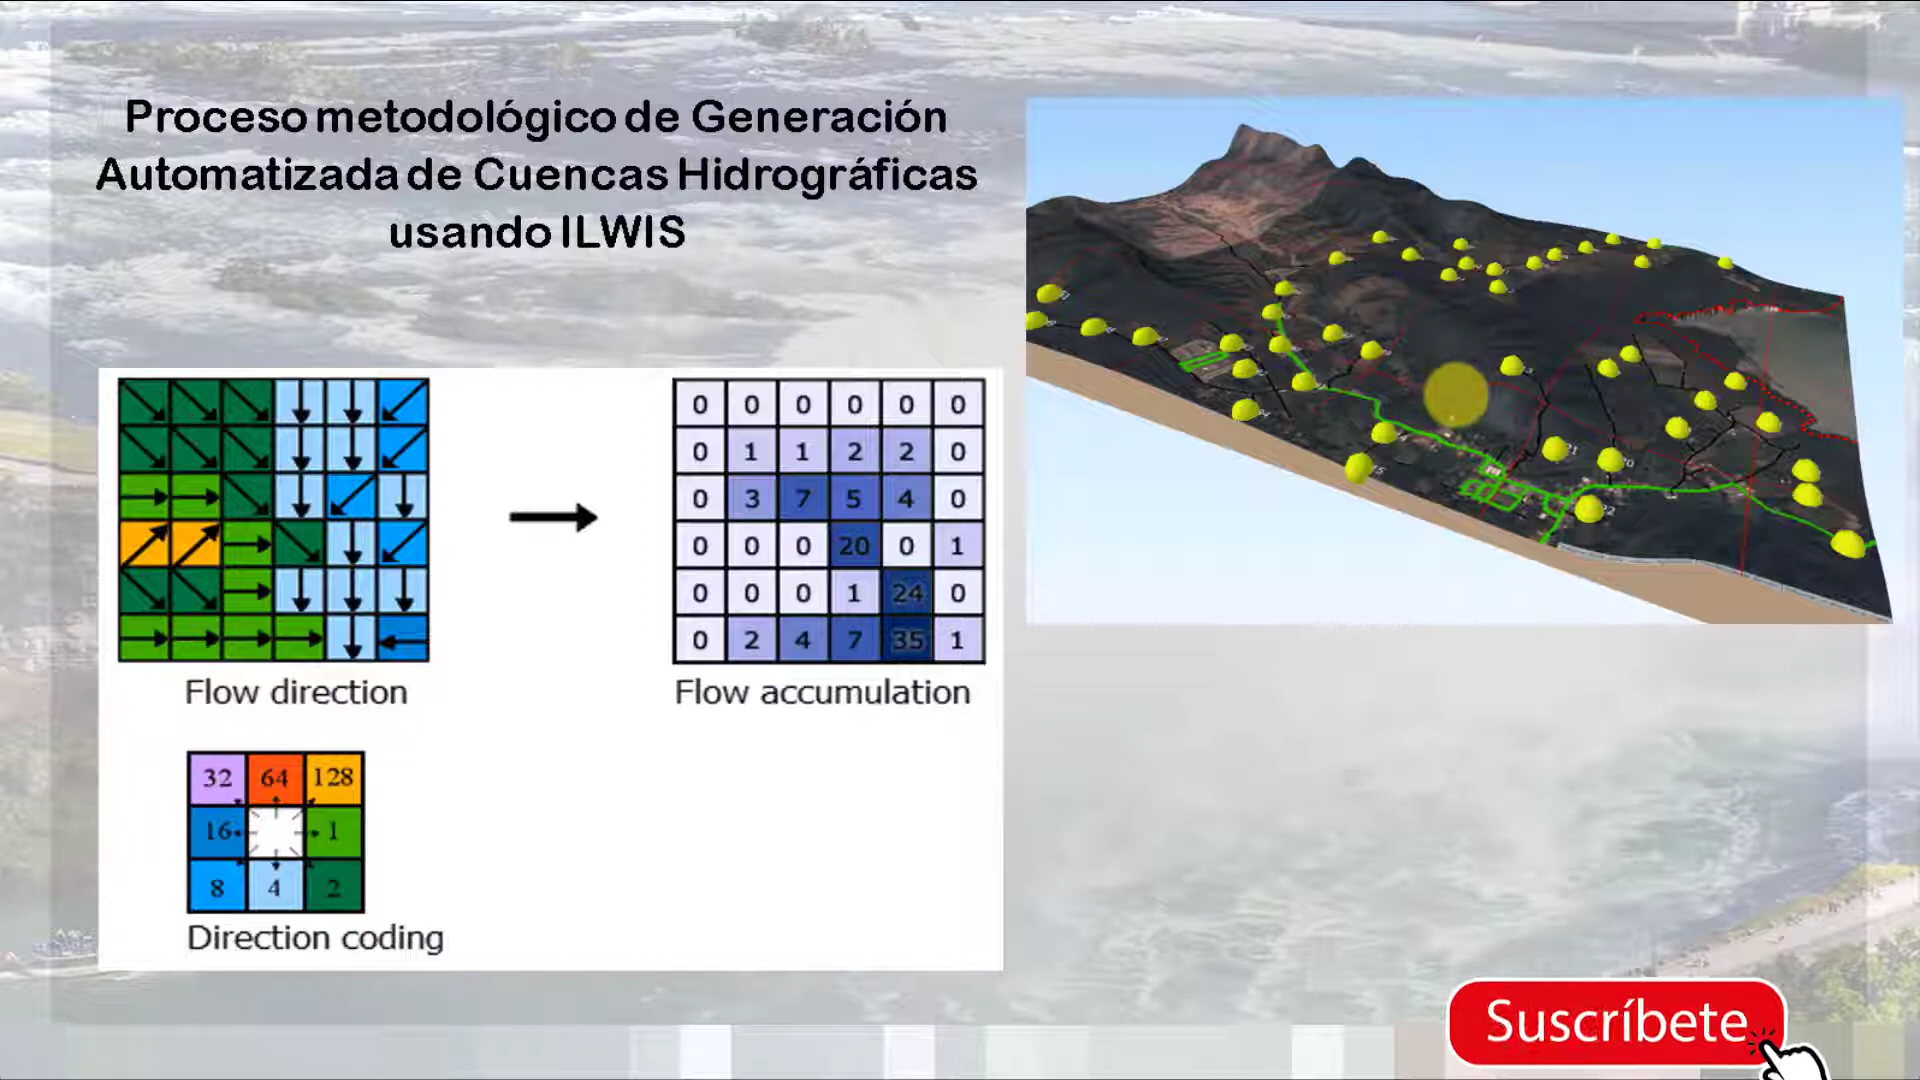 Proceso metodológico de Generación
Automatizada de Cuencas Hidrográficas
usando ILWIS
0 0 0 0 0 0
0 1 1 2 2 0
0 3 7 5 4 0
0 0 0 20 0 1
0 0 0 1 24 0
0 2 4 7 35 1
Flow direction
Flow accumulation
32 64 128
16 1
8 4 2
Direction coding
21
22
Suscríbete